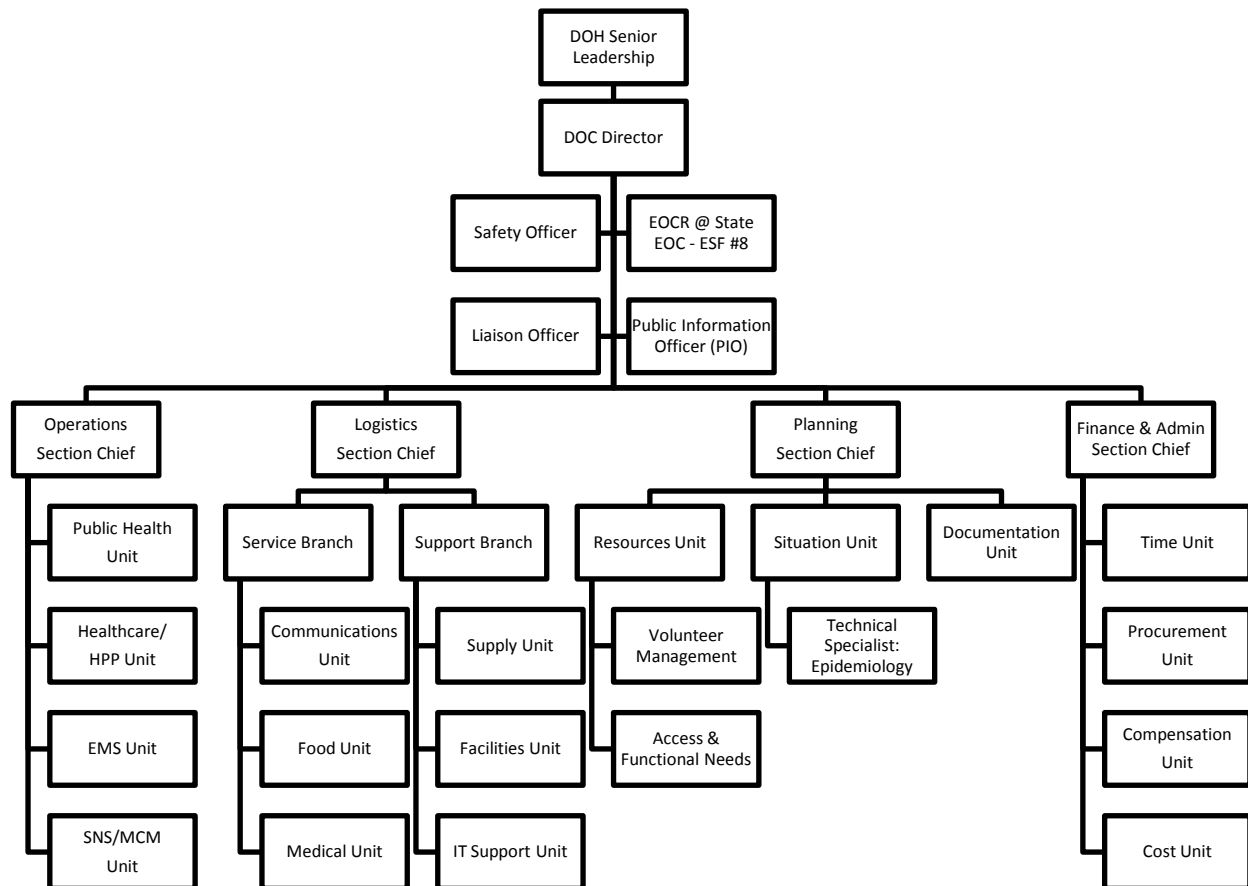 DOH Senior
Leadership
DOC Director
Safety Officer
EOCR @ State
EOC - ESF #8
Liaison Officer
Public Information
Officer (PIO)
Operations
Section Chief
Logistics
Section Chief
Planning
Section Chief
Finance & Admin
Section Chief
Public Health
Unit
Healthcare/
HPP Unit
EMS Unit
SNS/MCM
Unit
Service Branch
Communications
Unit
Food Unit
Medical Unit
Support Branch
Supply Unit
Facilities Unit
IT Support Unit
Resources Unit
Volunteer
Management
Access &
Functional Needs
Situation Unit
Technical
Specialist:
Epidemiology
Documentation
Unit
Time Unit
Procurement
Unit
Compensation
Unit
Cost Unit